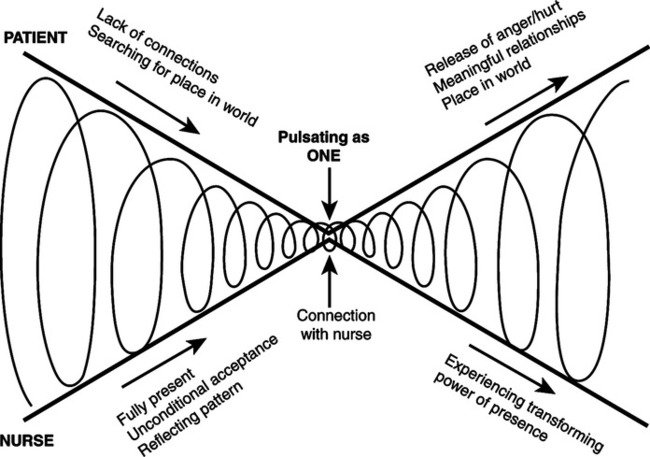 PATIENT
Lack of connections
Searching for place in world
Release of anger/hurt
Meaningful relationships
Place in world
Pulsating as
ONE
Connection
with nurse
Fully present
Unconditional acceptance
Reflecting pattern
Experiencing transforming
power of presence
NURSE